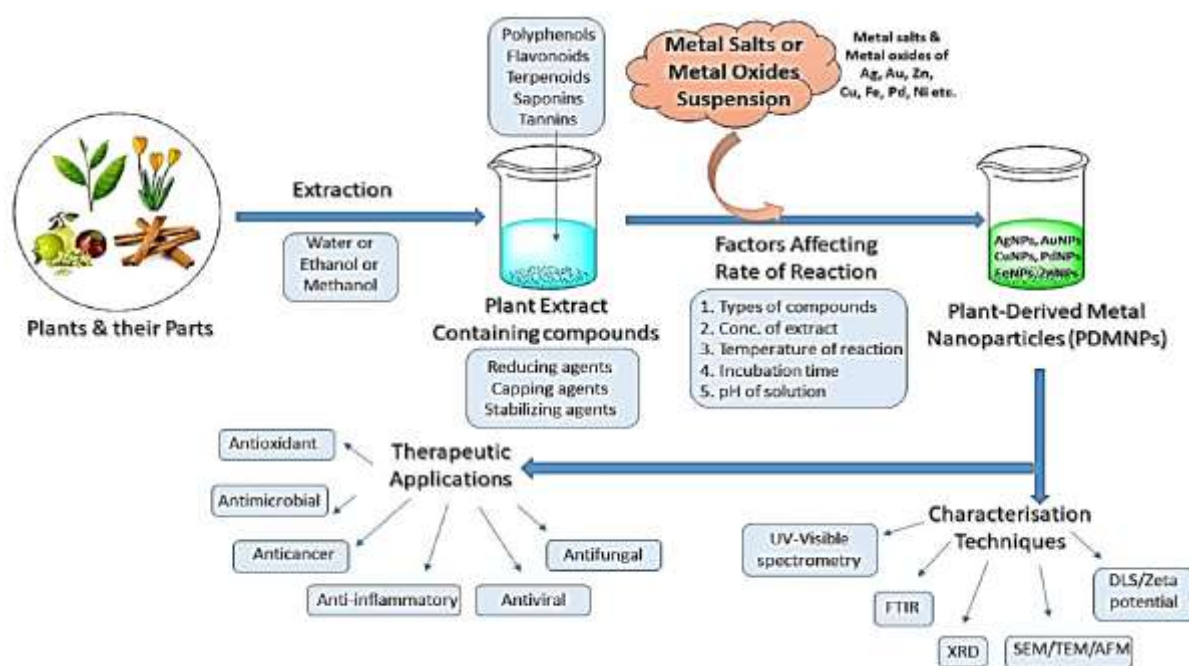 Polyphenols
Flavonoids
Terpenoids
Saponins
Tannins
Metal Salts or
Metal Oxides
Suspension
Metal salts &
Metal oxides of
Ag, Au, Zn,
Cu, Fe, Pd, Ni etc.
Extraction
Water or
Ethanol or
Methanol
Plants & their Parts
Plant Extract
Containing compounds
Reducing agents
Capping agents
Stabilizing agents
Factors Affecting
Rate of Reaction
1. Types of compounds
2. Conc. of extract
3. Temperature of reaction
4. Incubation time
5. pH of solution
AgNPs, AuNPs
CuNPs, PdNPs
FeNPs, ZnNPs
Plant-Derived Metal
Nanoparticles (PDMNPs)
Therapeutic
Applications
Antioxidant
Antimicrobial
Anticancer
Anti-inflammatory
Antiviral
Antifungal
Characterisation
Techniques
UV-Visible
spectrometry
FTIR
XRD
SEM/TEM/AFM
DLS/Zeta
potential